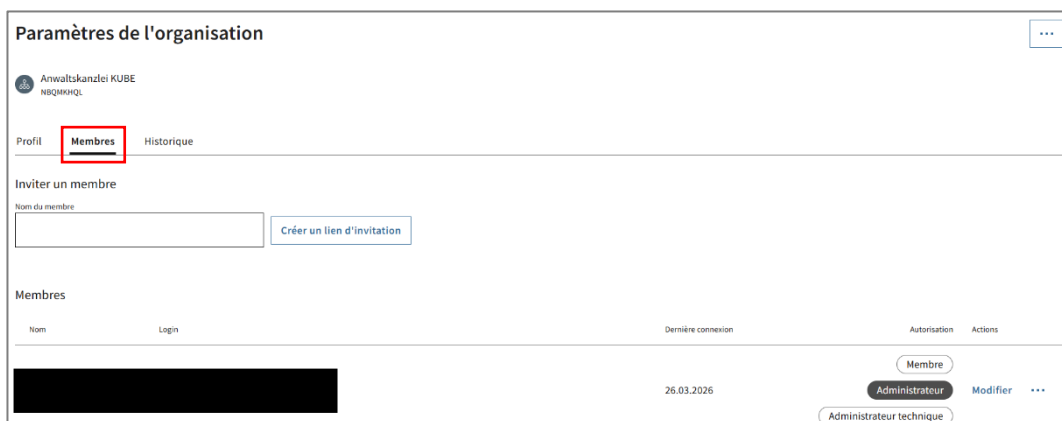 Paramètres de l'organisation
...
Anwaltskanzlei KUBE
NBQMKHQL
Profil Membres Historique
Inviter un membre
Nom du membre
Créer un lien d'invitation
Membres
Nom Login Dernière connexion Autorisation Actions
Membre
26.03.2026 Administrateur Modifier ...
Administrateur technique